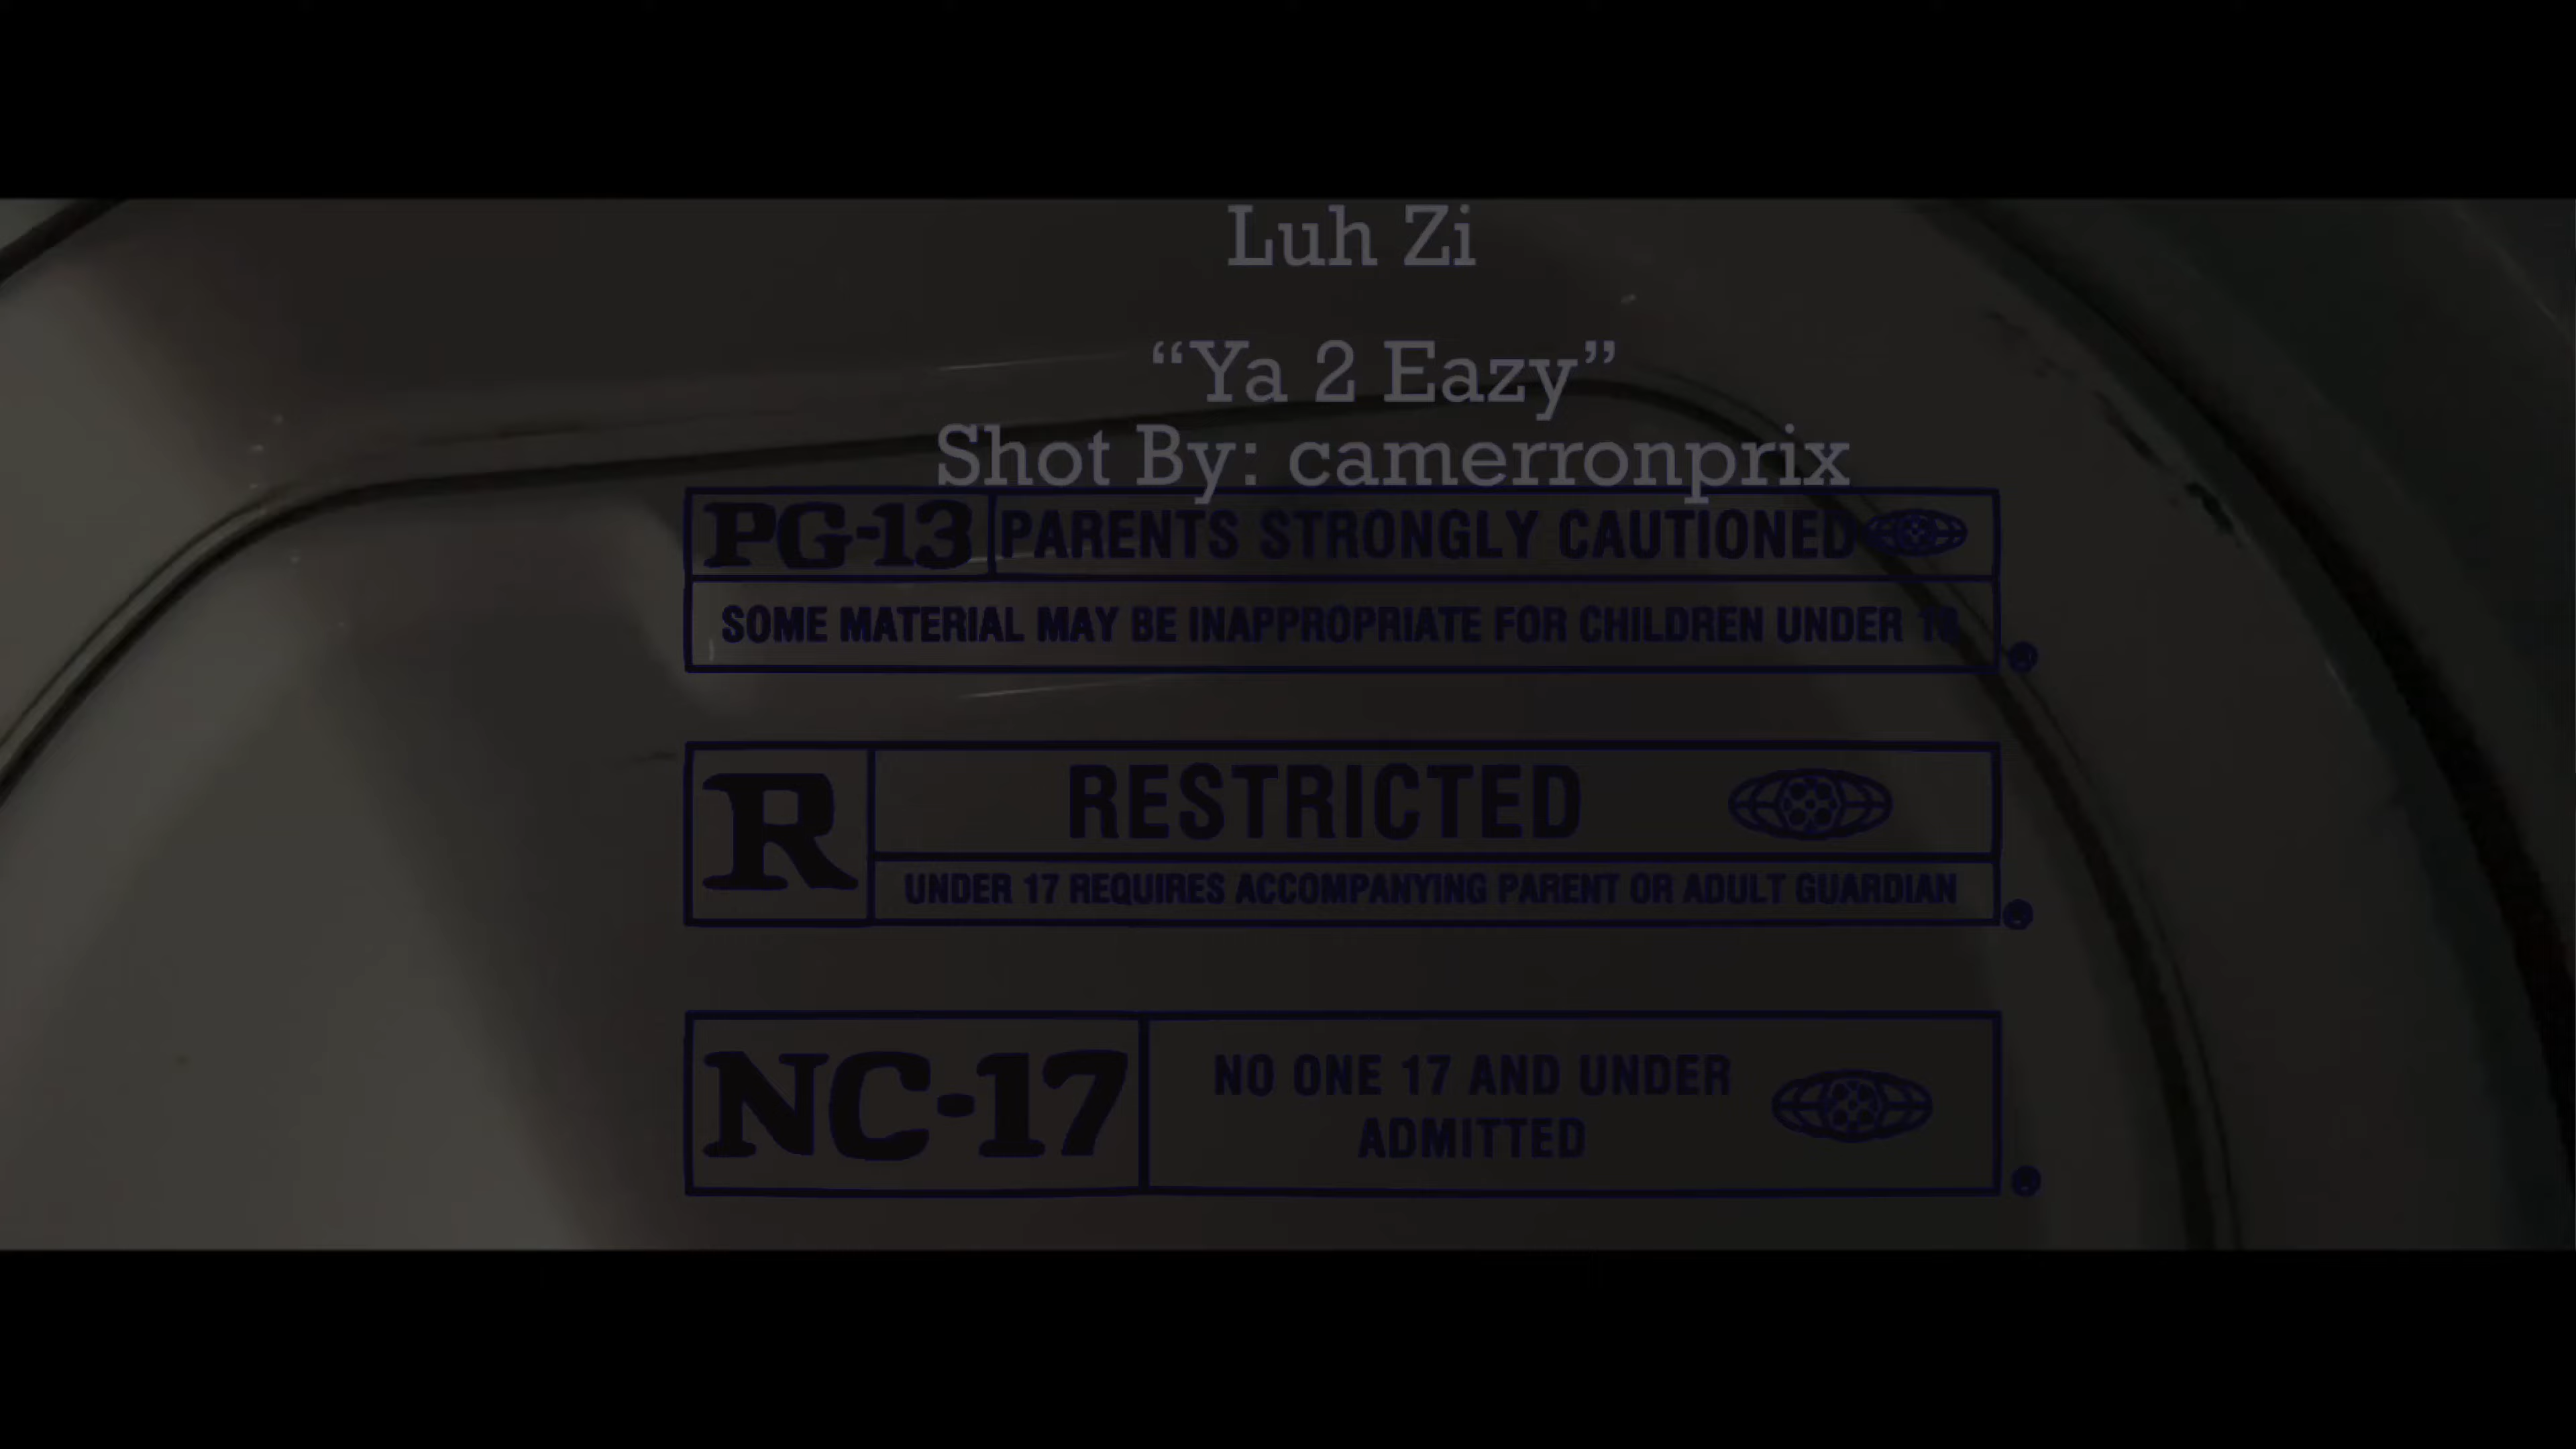 Luh Zi
“Ya 2 Eazy”
Shot By: camerronprix
PG-13 PARENTS STRONGLY CAUTIONED
SOME MATERIAL MAY BE INAPPROPRIATE FOR CHILDREN UNDER 13
R RESTRICTED
UNDER 17 REQUIRES ACCOMPANYING PARENT OR ADULT GUARDIAN
NC-17 NO ONE 17 AND UNDER
ADMITTED